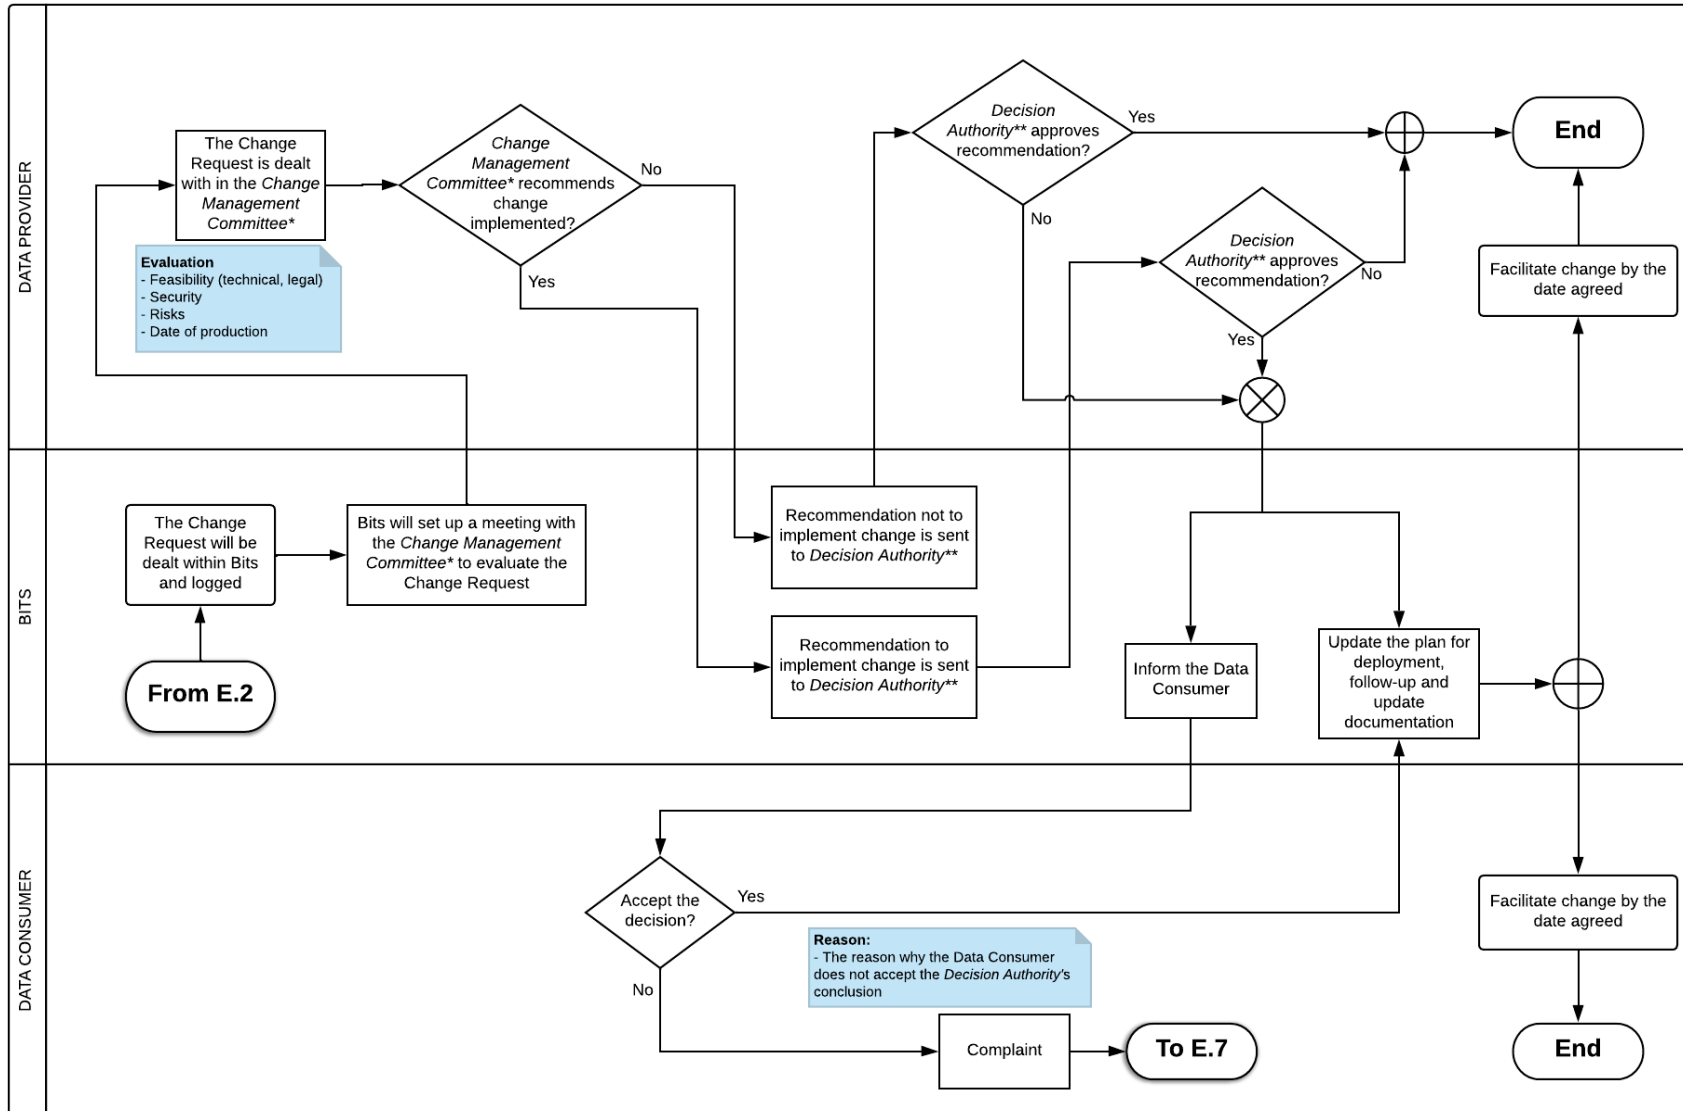 DATA PROVIDER
The Change
Request is dealt
with in the Change
Management
Committee*
Evaluation
- Feasibility (technical, legal)
- Security
- Risks
- Date of production
Change
Management
Committee* recommends
change
implemented?
No
Yes
Decision
Authority** approves
recommendation?
Yes
No
Decision
Authority** approves
recommendation?
No
Yes
End
Facilitate change by the
date agreed
BITS
The Change
Request will be
dealt within Bits
and logged
From E.2
Bits will set up a meeting with
the Change Management
Committee* to evaluate the
Change Request
Recommendation not to
implement change is sent
to Decision Authority**
Recommendation to
implement change is sent
to Decision Authority**
Inform the Data
Consumer
Update the plan for
deployment,
follow-up and
update
documentation
DATA CONSUMER
Accept the
decision?
Yes
No
Reason:
- The reason why the Data Consumer
does not accept the Decision Authority's
conclusion
Complaint
To E.7
Facilitate change by the
date agreed
End